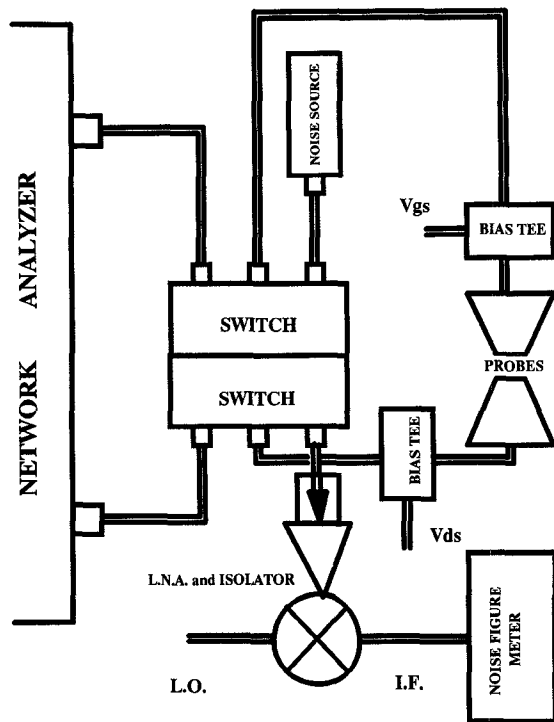 NETWORK ANALYZER
NOISE SOURCE
Vgs
BIAS TEE
SWITCH
PROBES
SWITCH
BIAS TEE
Vds
L.N.A. and ISOLATOR
NOISE FIGURE
METER
L.O.
I.F.